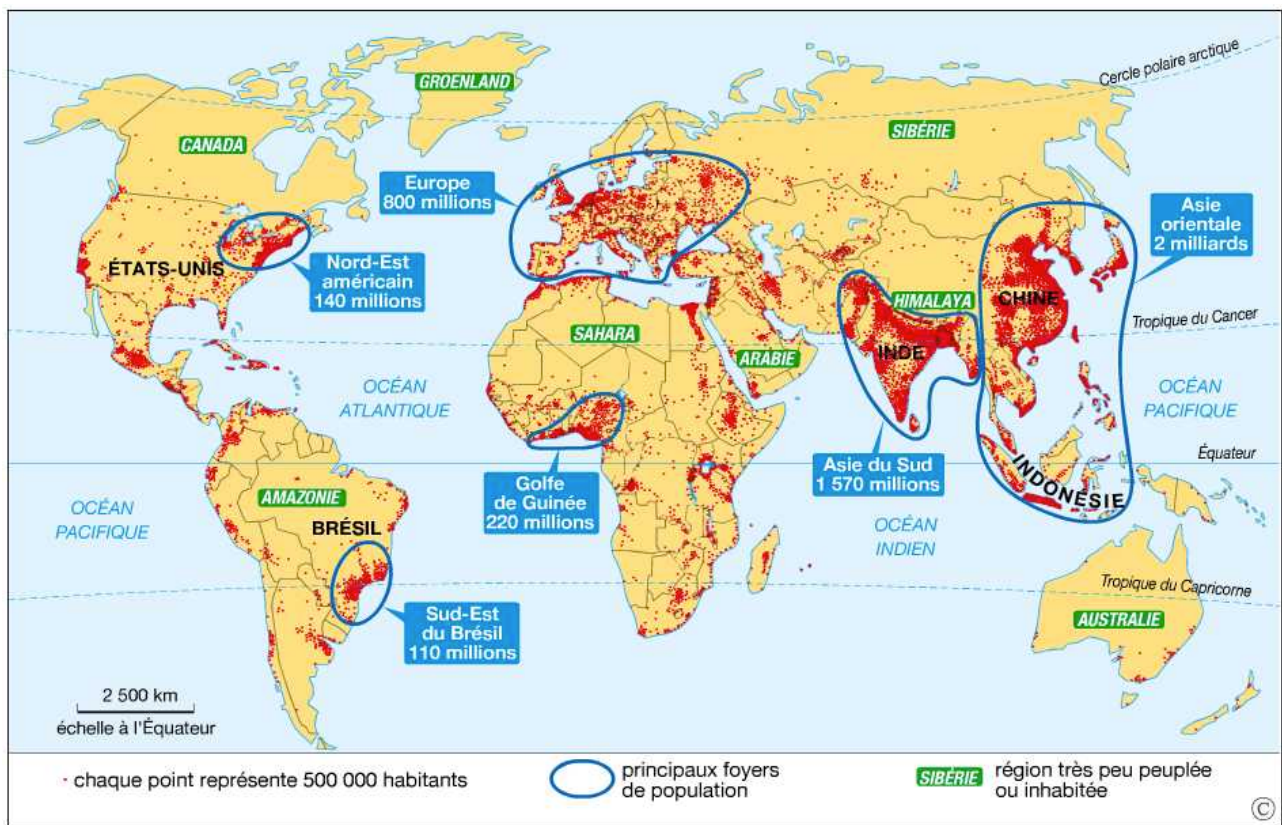 Cercle polaire arctique
GROENLAND
CANADA
SIBÉRIE
Europe
800 millions
Asie
orientale
2 milliards
ÉTATS-UNIS
Nord-Est
américain
140 millions
HIMALAYA
CHINE
Tropique du Cancer
SAHARA
ARABIE
INDE
OCÉAN
ATLANTIQUE
OCÉAN
PACIFIQUE
Équateur
Golfe
de Guinée
220 millions
Asie du Sud
1 570 millions
INDONÉSIE
AMAZONIE
OCÉAN
PACIFIQUE
BRÉSIL
OCÉAN
INDIEN
Tropique du Capricorne
AUSTRALIE
Sud-Est
du Brésil
110 millions
2 500 km
échelle à l'Équateur
chaque point représente 500 000 habitants
principaux foyers
de population
SIBÉRIE
région très peu peuplée
ou inhabitée
©